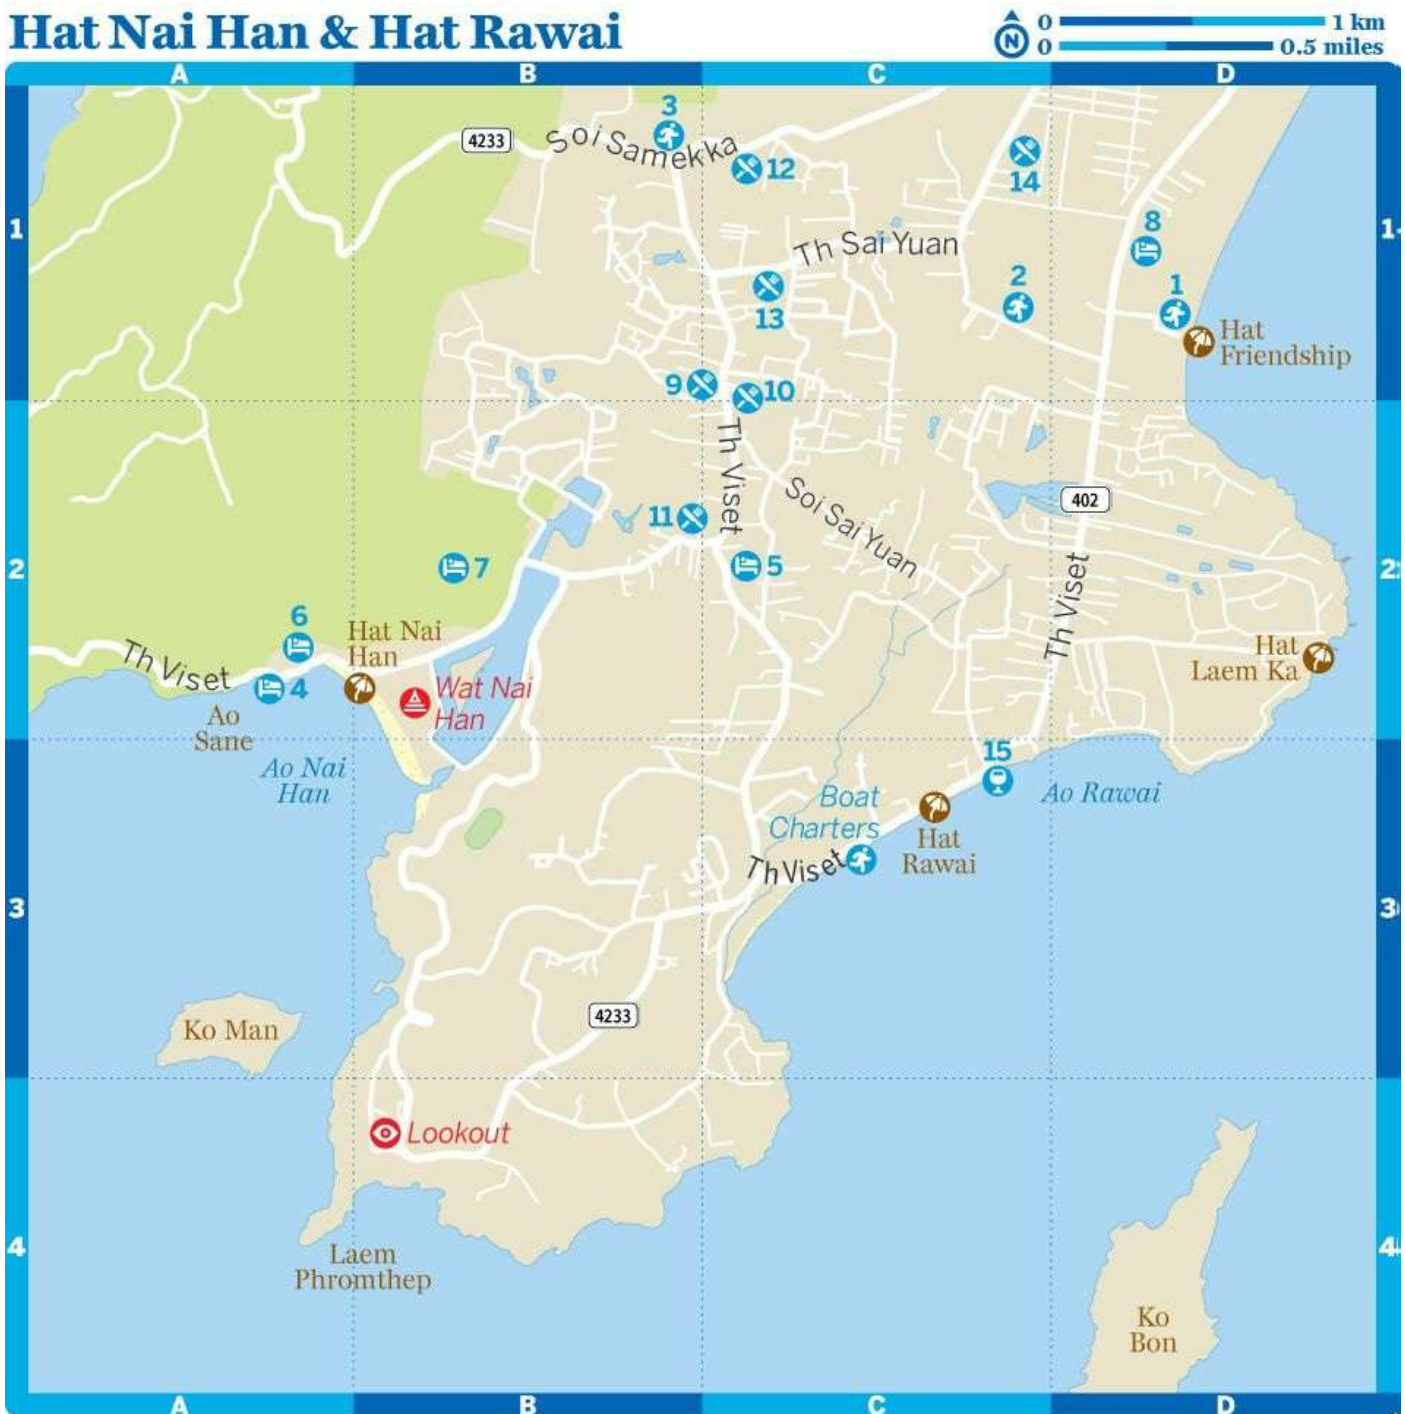 Hat Nai Han & Hat Rawai
N
0 1 km
0 0.5 miles
A B C D
3
4233
Soi Samekka
12
14
1
1
8
Th Sai Yuan
2
1
13
Hat
Friendship
9
10
Th Viset
Soi Sai Yuan
402
11
2
7
5
2
6
Hat Nai
Han
Th Viset
Th Viset
Hat
Laem Ka
4
Wat Nai
Han
Ao
Sane
Ao Nai
Han
15
Boat
Charters
Ao Rawai
Hat
Rawai
Th Viset
3
3
4233
Ko Man
Lookout
4
4
Laem
Phromthep
Ko
Bon
A B C D